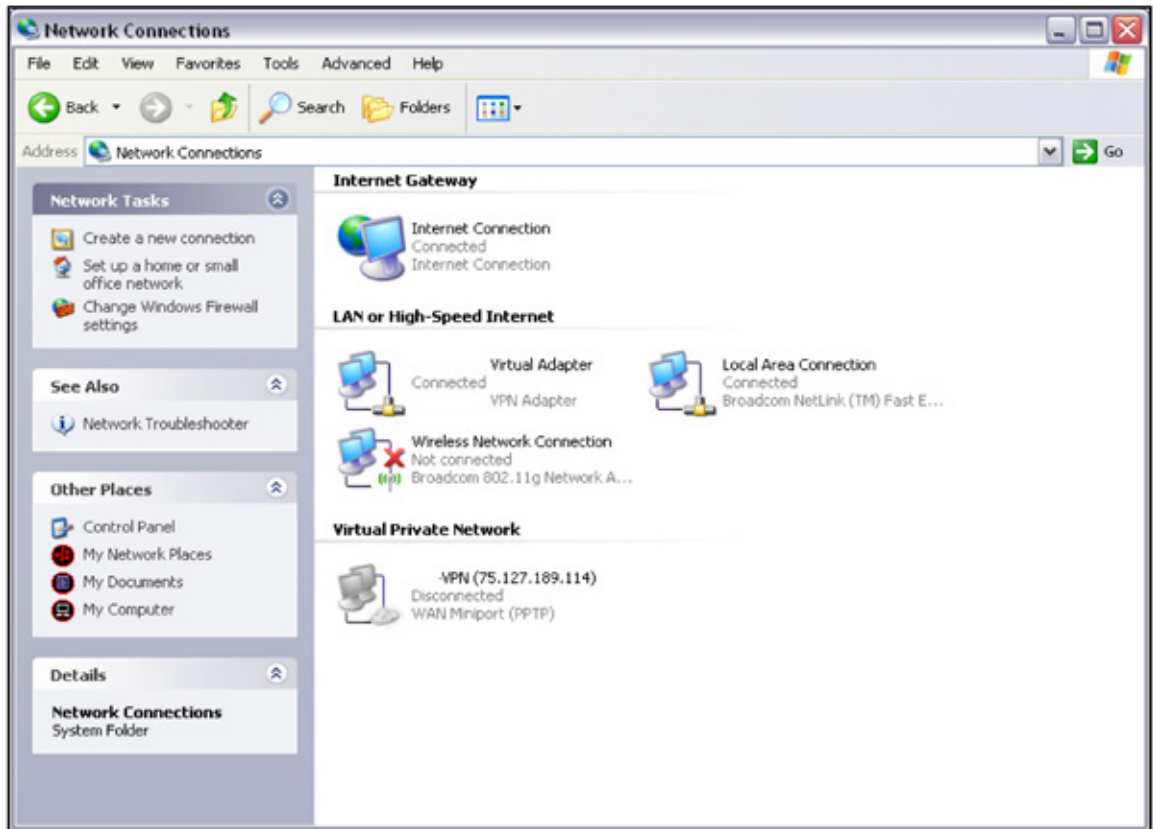 Network Connections
File Edit View Favorites Tools Advanced Help
Back Search Folders
Address Network Connections Go
Network Tasks
Create a new connection
Set up a home or small
office network
Change Windows Firewall
settings
See Also
Network Troubleshooter
Other Places
Control Panel
My Network Places
My Documents
My Computer
Details
Network Connections
System Folder
Internet Gateway
Internet Connection
Connected
Internet Connection
LAN or High-Speed Internet
Virtual Adapter
Connected
VPN Adapter
Local Area Connection
Connected
Broadcom NetLink (TM) Fast E...
Wireless Network Connection
Not connected
Broadcom 802.11g Network A...
Virtual Private Network
-VPN (75.127.189.114)
Disconnected
WAN Miniport (PPTP)